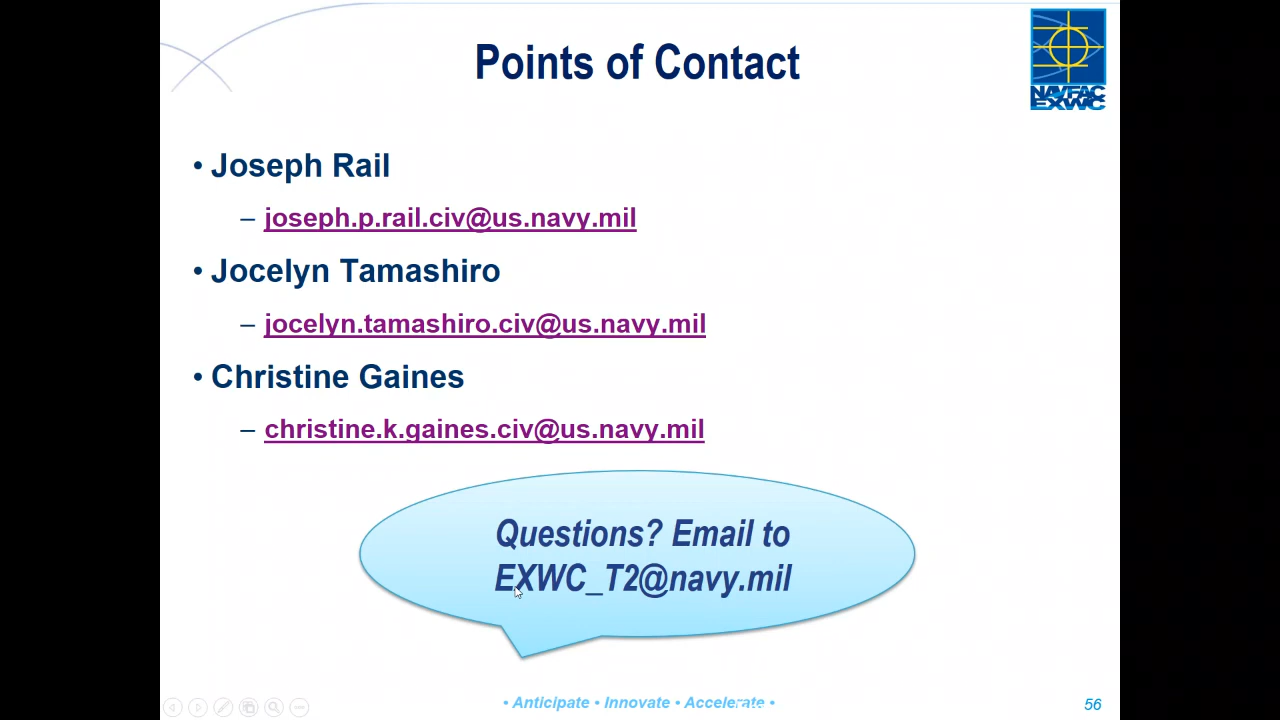 Points of Contact
NAVFAC
EXWC
• Joseph Rail
– joseph.p.rail.civ@us.navy.mil
• Jocelyn Tamashiro
– jocelyn.tamashiro.civ@us.navy.mil
• Christine Gaines
– christine.k.gaines.civ@us.navy.mil
Questions? Email to
EXWC_T2@navy.mil
• Anticipate • Innovate • Accelerate •
56